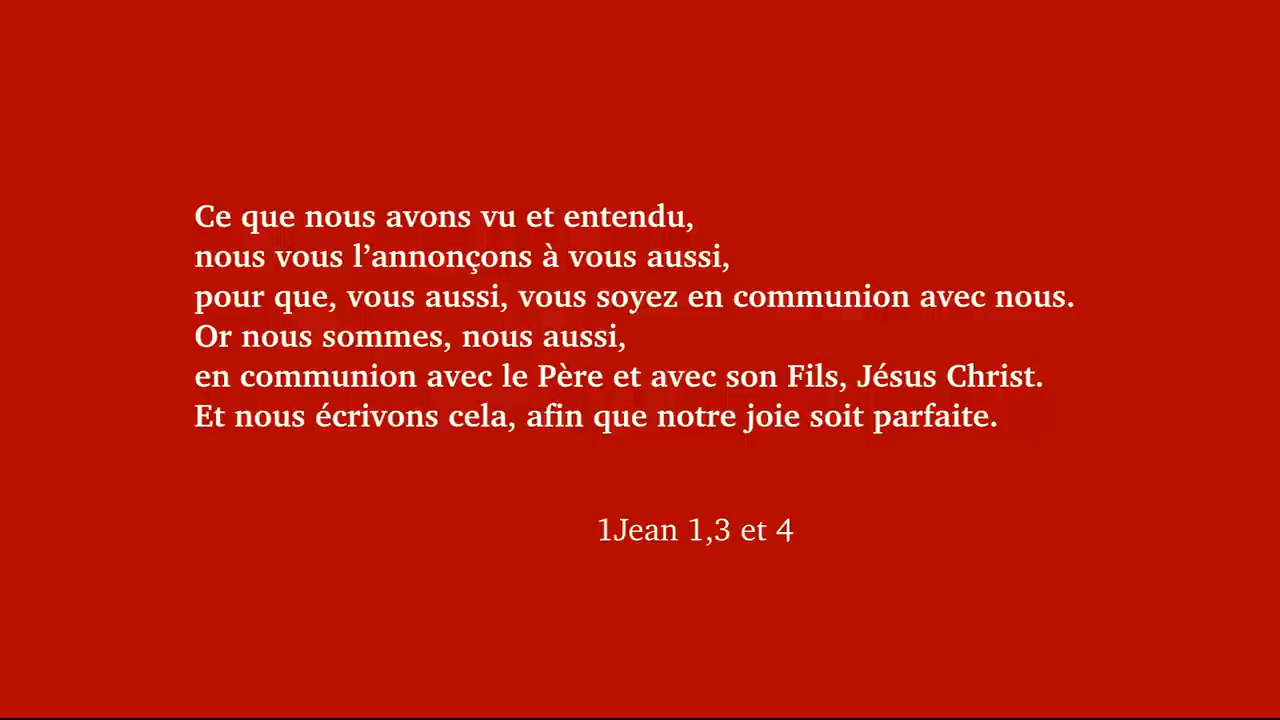 Ce que nous avons vu et entendu,
nous vous l’annonçons à vous aussi,
pour que, vous aussi, vous soyez en communion avec nous.
Or nous sommes, nous aussi,
en communion avec le Père et avec son Fils, Jésus Christ.
Et nous écrivons cela, afin que notre joie soit parfaite.
1Jean 1,3 et 4